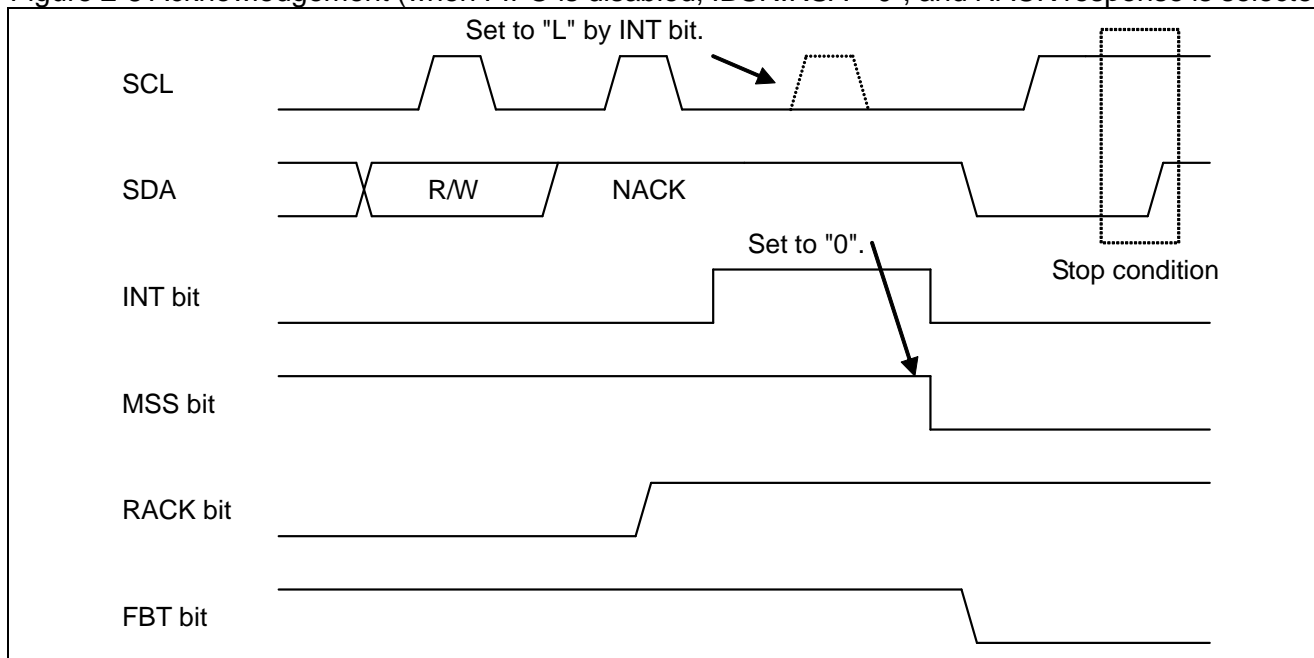 Set to "L" by INT bit.
SCL
SDA
R/W
NACK
Set to "0".
Stop condition
INT bit
MSS bit
RACK bit
FBT bit